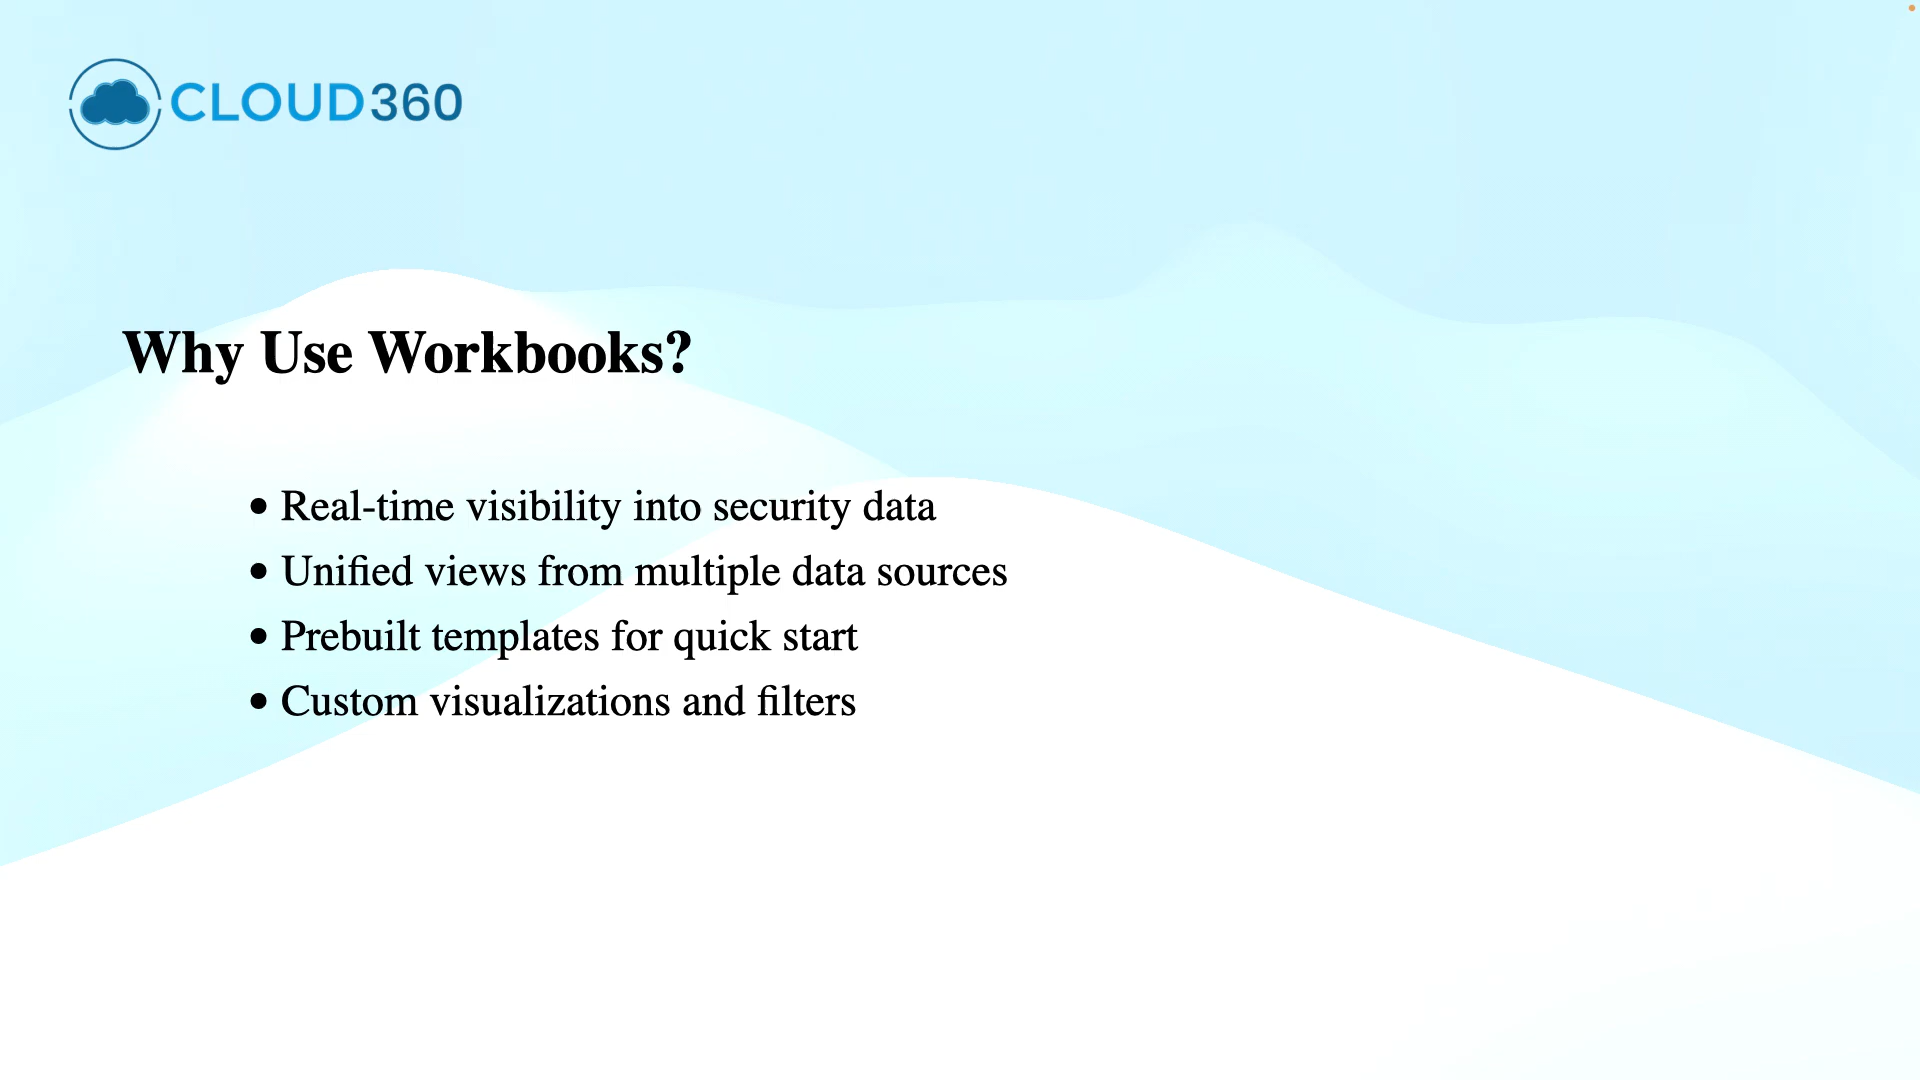 CLOUD360
Why Use Workbooks?
• Real-time visibility into security data
• Unified views from multiple data sources
• Prebuilt templates for quick start
• Custom visualizations and filters